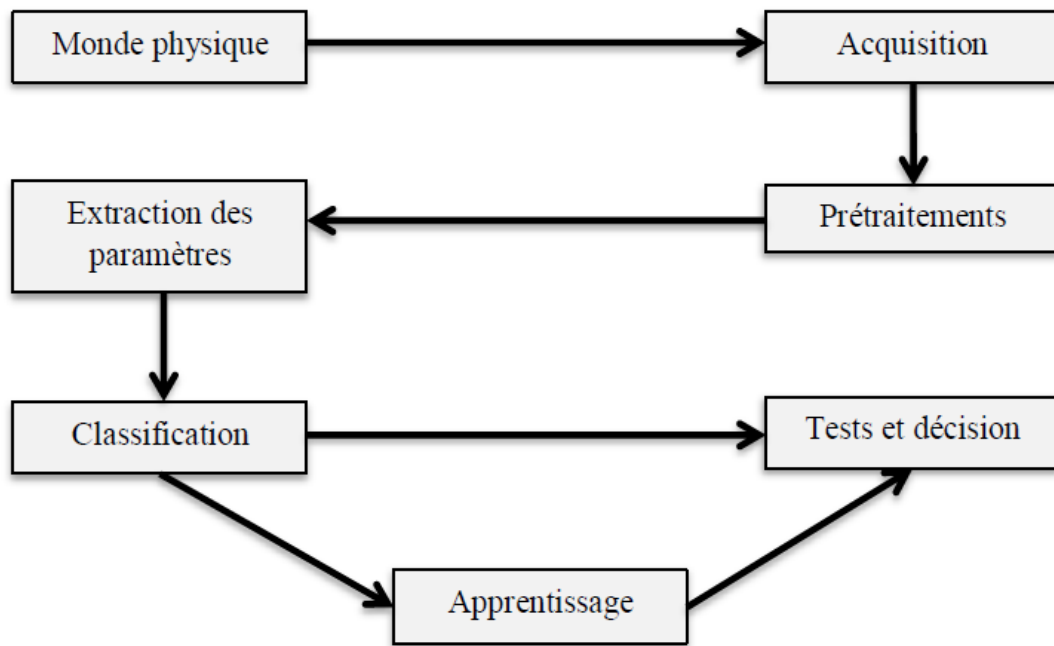 Monde physique
Acquisition
Prétraitements
Extraction des
paramètres
Classification
Tests et décision
Apprentissage